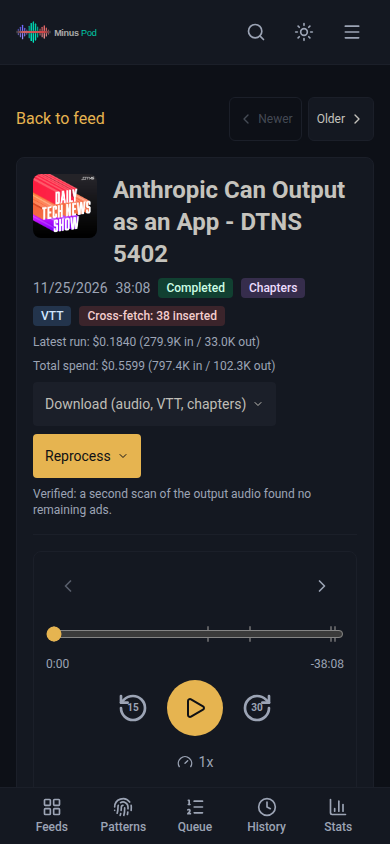 Minus Pod
Back to feed
Newer
Older
DTNS
DAILY
TECH NEWS
SHOW
Anthropic Can Output
as an App - DTNS
5402
11/25/2026 38:08 Completed Chapters
VTT Cross-fetch: 38 inserted
Latest run: $0.1840 (279.9K in / 33.0K out)
Total spend: $0.5599 (797.4K in / 102.3K out)
Download (audio, VTT, chapters)
Reprocess
Verified: a second scan of the output audio found no
remaining ads.
0:00 -38:08
15 30
1x
Feeds Patterns Queue History Stats